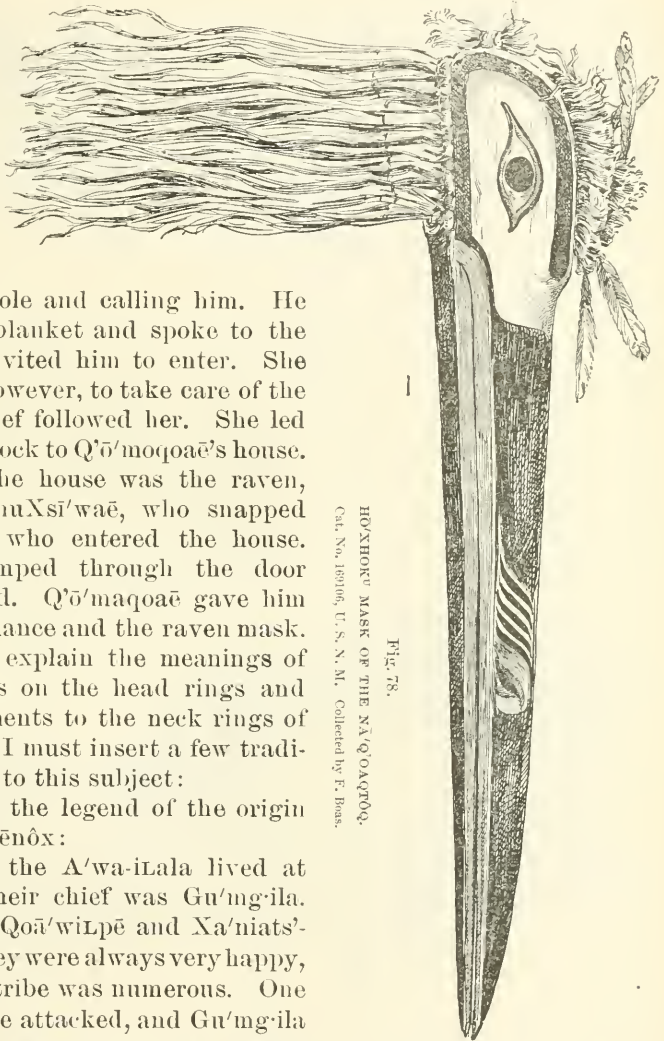 ole and calling him. He
blanket and spoke to the
vited him to enter. She
owever, to take care of the
ef followed her. She led
ock to Q’ō′moqoaē’s house.
he house was the raven,
uXsī′waē, who snapped
who entered the house.
mped through the door
d. Q’ō′maqoaē gave him
ance and the raven mask.
explain the meanings of
s on the head rings and
ents to the neck rings of
I must insert a few tradi-
to this subject:
the legend of the origin
ēnôx:
the A′wa-iʟala lived at
heir chief was Gu′mg·ila.
Qoā′wiʟpē and Xa′niats’-
ey were always very happy,
tribe was numerous. One
e attacked, and Gu′mg·ila
Fig. 78.
HŌ′XHOKᵁ MASK OF THE NĀ′Q’OAQTÔQ.
Cat. No. 169106, U. S. N. M. Collected by F. Boas.